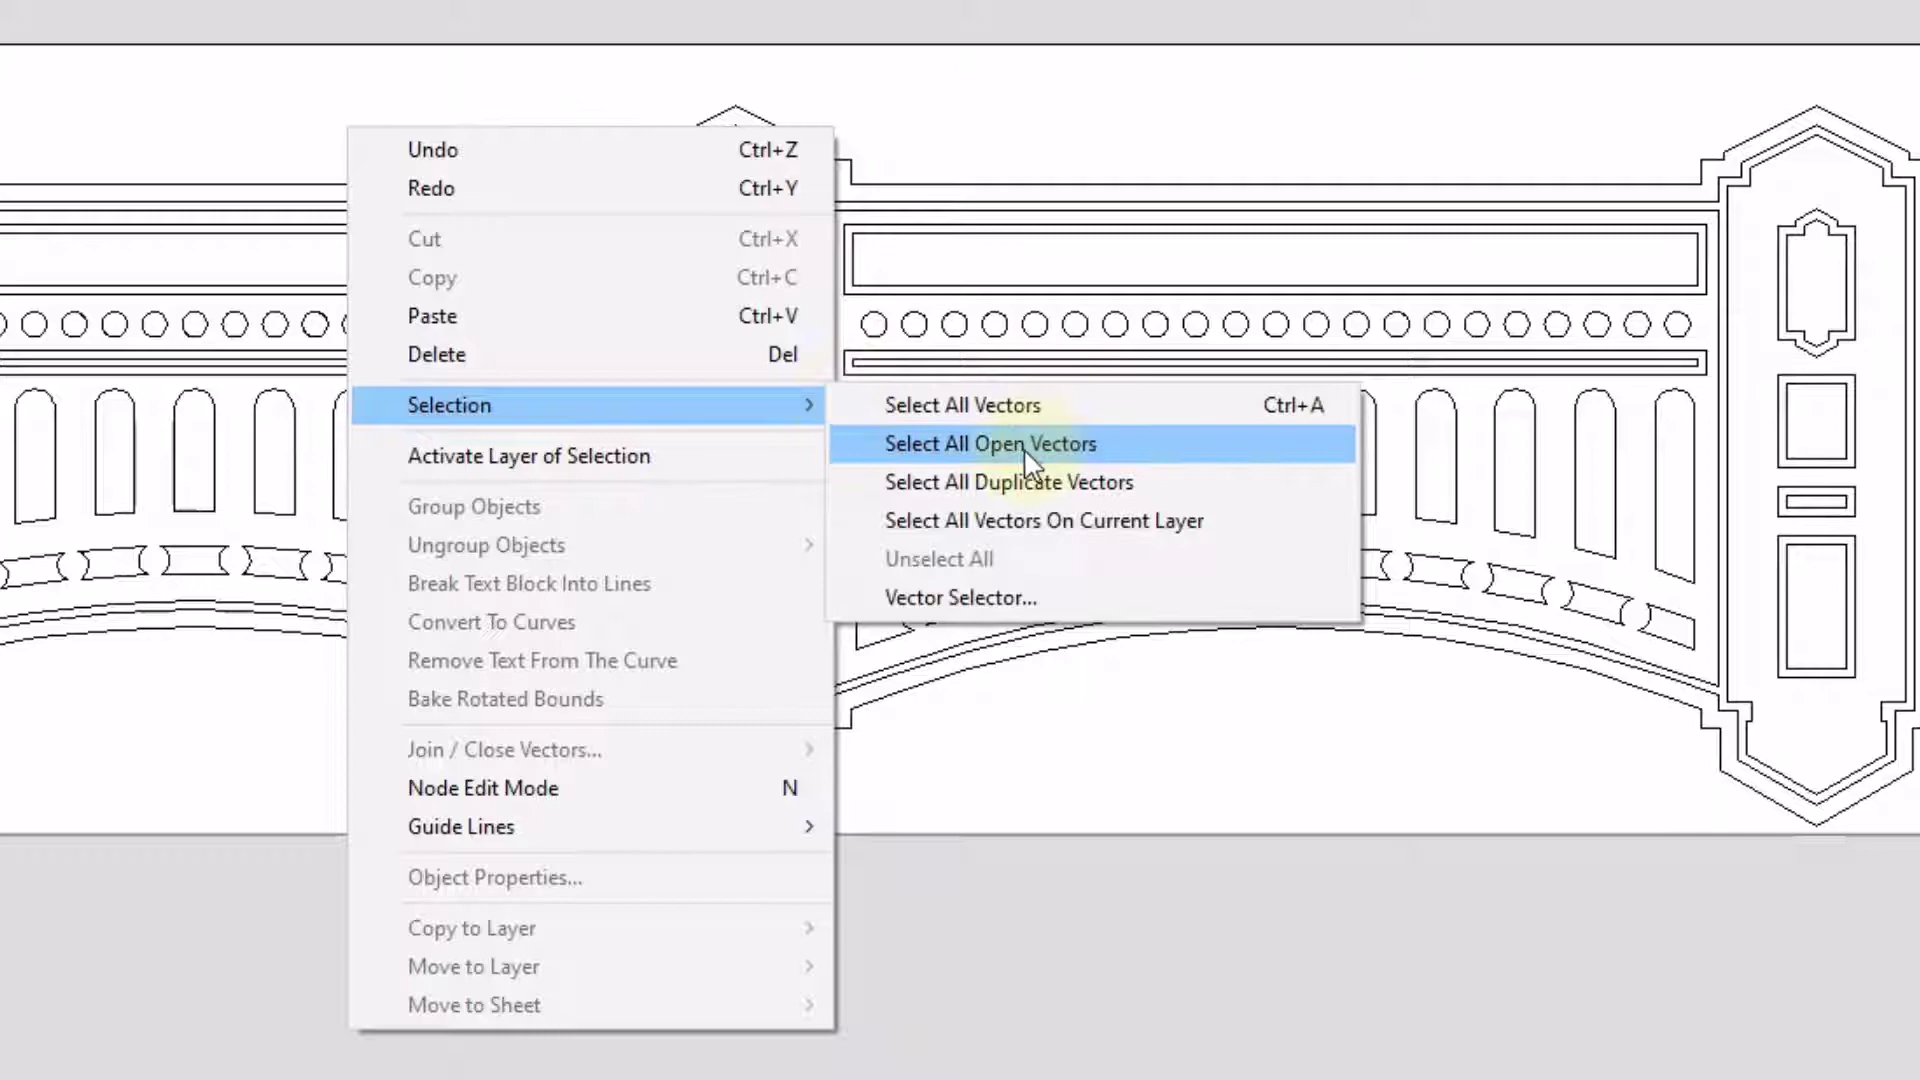 Undo Ctrl+Z
Redo Ctrl+Y
Cut Ctrl+X
Copy Ctrl+C
Paste Ctrl+V
Delete Del
Selection
Activate Layer of Selection
Group Objects
Ungroup Objects
Break Text Block Into Lines
Convert To Curves
Remove Text From The Curve
Bake Rotated Bounds
Join / Close Vectors...
Node Edit Mode N
Guide Lines
Object Properties...
Copy to Layer
Move to Layer
Move to Sheet
Select All Vectors Ctrl+A
Select All Open Vectors
Select All Duplicate Vectors
Select All Vectors On Current Layer
Unselect All
Vector Selector...